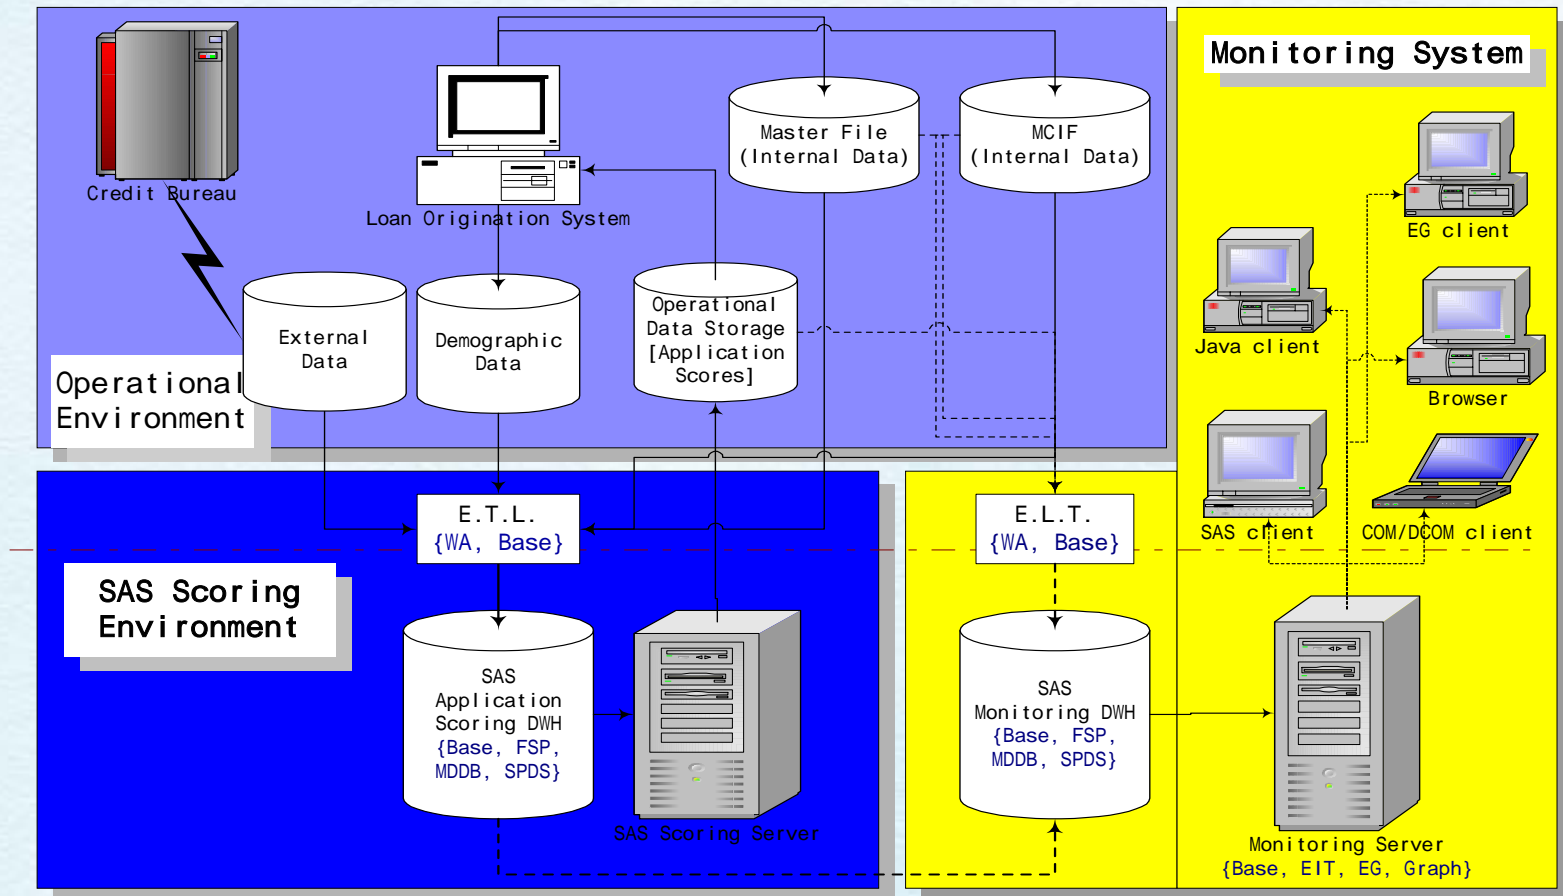 Monitoring System
Master File
(Internal Data)
MCIF
(Internal Data)
Credit Bureau
Loan Origination System
EG client
Java client
Browser
External
Data
Demographic
Data
Operational
Data Storage
[Application
Scores]
Operational
Environment
SAS client
COM/DCOM client
E.T.L.
{WA, Base}
E.L.T.
{WA, Base}
SAS Scoring
Environment
SAS
Application
Scoring DWH
{Base, FSP,
MDDB, SPDS}
SAS Scoring Server
SAS
Monitoring DWH
{Base, FSP,
MDDB, SPDS}
Monitoring Server
{Base, EIT, EG, Graph}